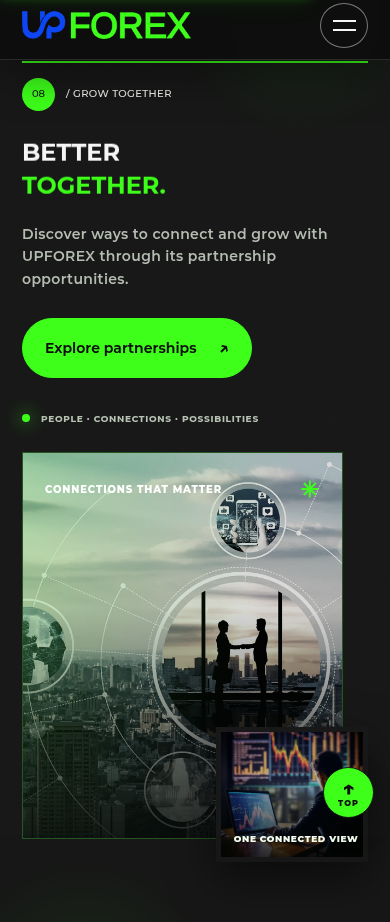 UPFOREX
08 / GROW TOGETHER
BETTER
TOGETHER.
Discover ways to connect and grow with
UPFOREX through its partnership
opportunities.
Explore partnerships ↗
PEOPLE · CONNECTIONS · POSSIBILITIES
CONNECTIONS THAT MATTER
↑
TOP
ONE CONNECTED VIEW